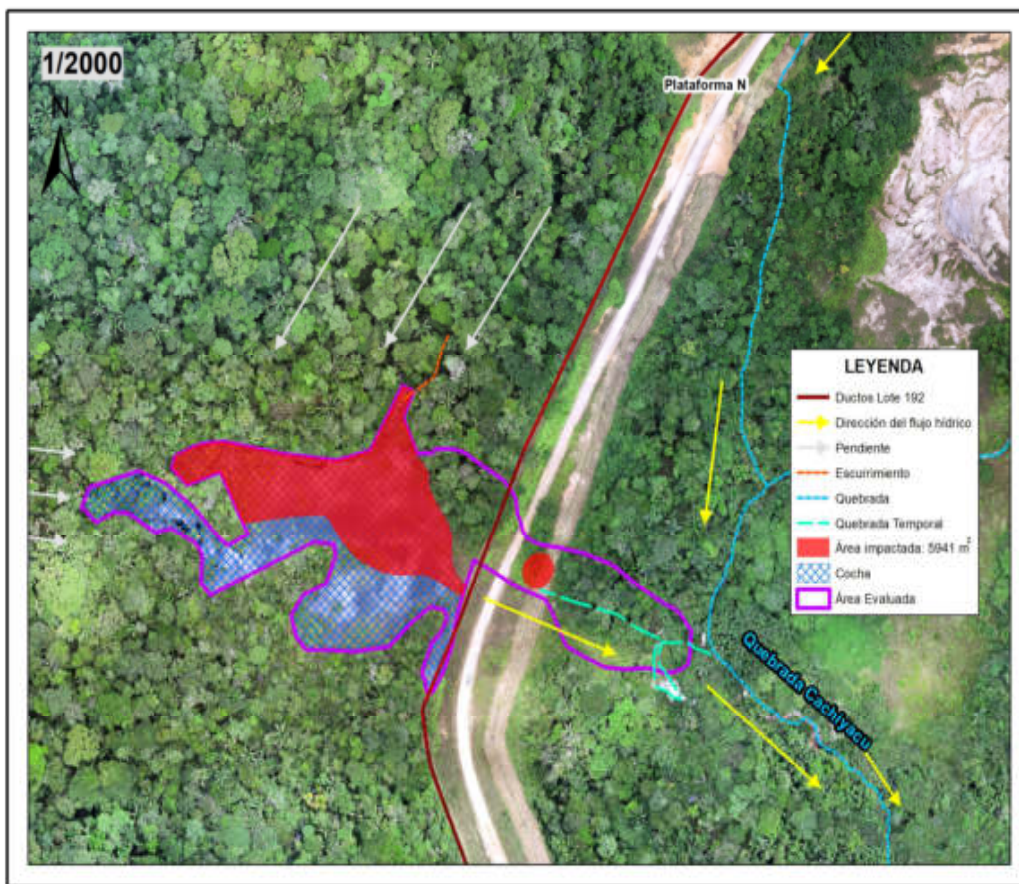 1/2000
N
Plataforma N
LEYENDA
Ductos Lote 192
Dirección del flujo hídrico
Pendiente
Escurrimiento
Quebrada
Quebrada Temporal
Área impactada: 5941 m²
Cocha
Área Evaluada
Quebrada Cachiyacu